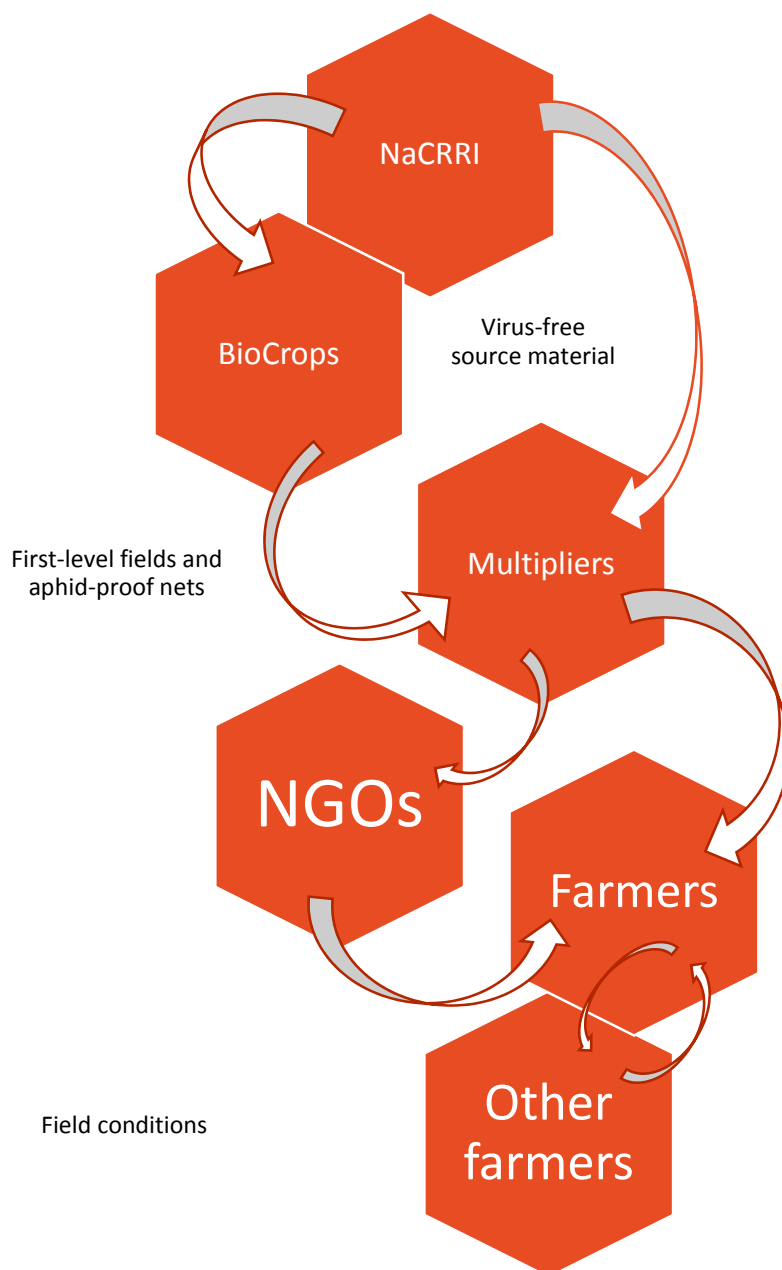 NaCRRI
BioCrops
Virus-free
source material
First-level fields and
aphid-proof nets
Multipliers
NGOs
Farmers
Other
farmers
Field conditions